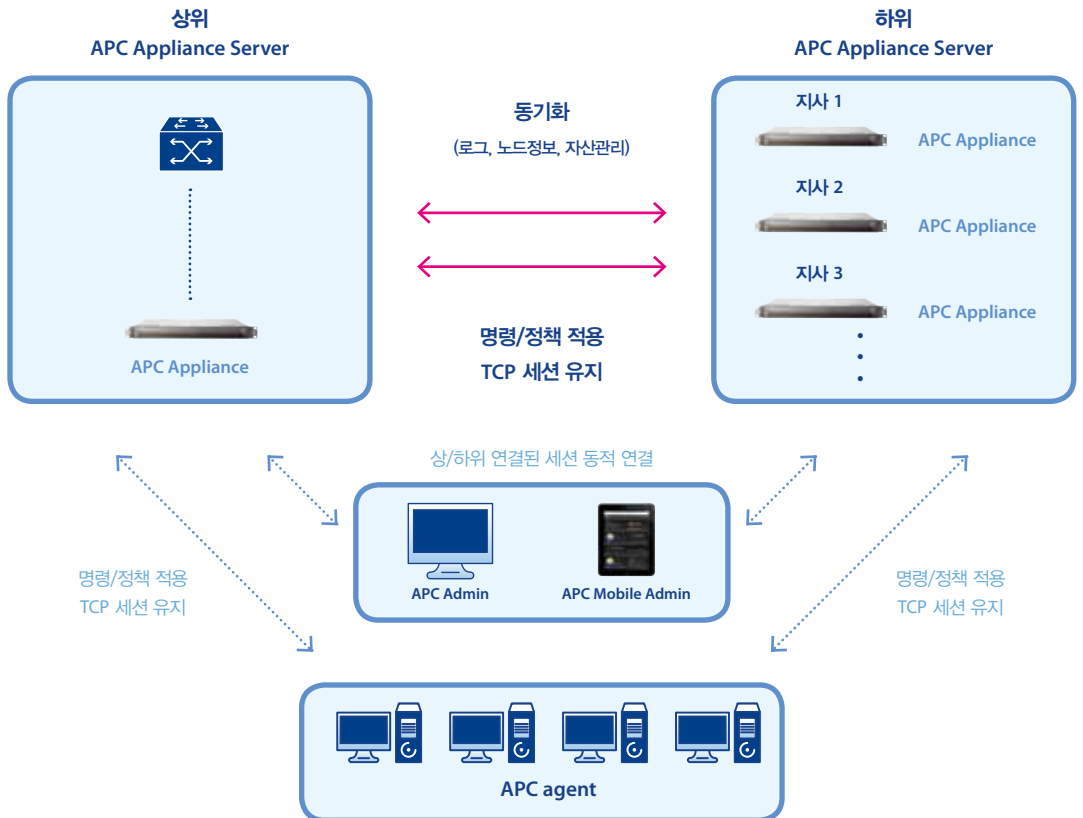 상위
APC Appliance Server
하위
APC Appliance Server
동기화
(로그, 노드정보, 자산관리)
지사 1
APC Appliance
지사 2
APC Appliance
지사 3
APC Appliance
APC Appliance
명령/정책 적용
TCP 세션 유지
상/하위 연결된 세션 동적 연결
APC Admin
APC Mobile Admin
명령/정책 적용
TCP 세션 유지
명령/정책 적용
TCP 세션 유지
APC agent